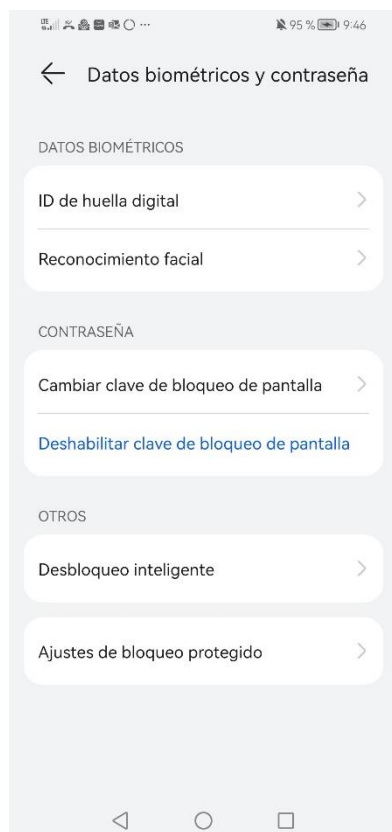 95 % 9:46
Datos biométricos y contraseña
DATOS BIOMÉTRICOS
ID de huella digital
Reconocimiento facial
CONTRASEÑA
Cambiar clave de bloqueo de pantalla
Deshabilitar clave de bloqueo de pantalla
OTROS
Desbloqueo inteligente
Ajustes de bloqueo protegido